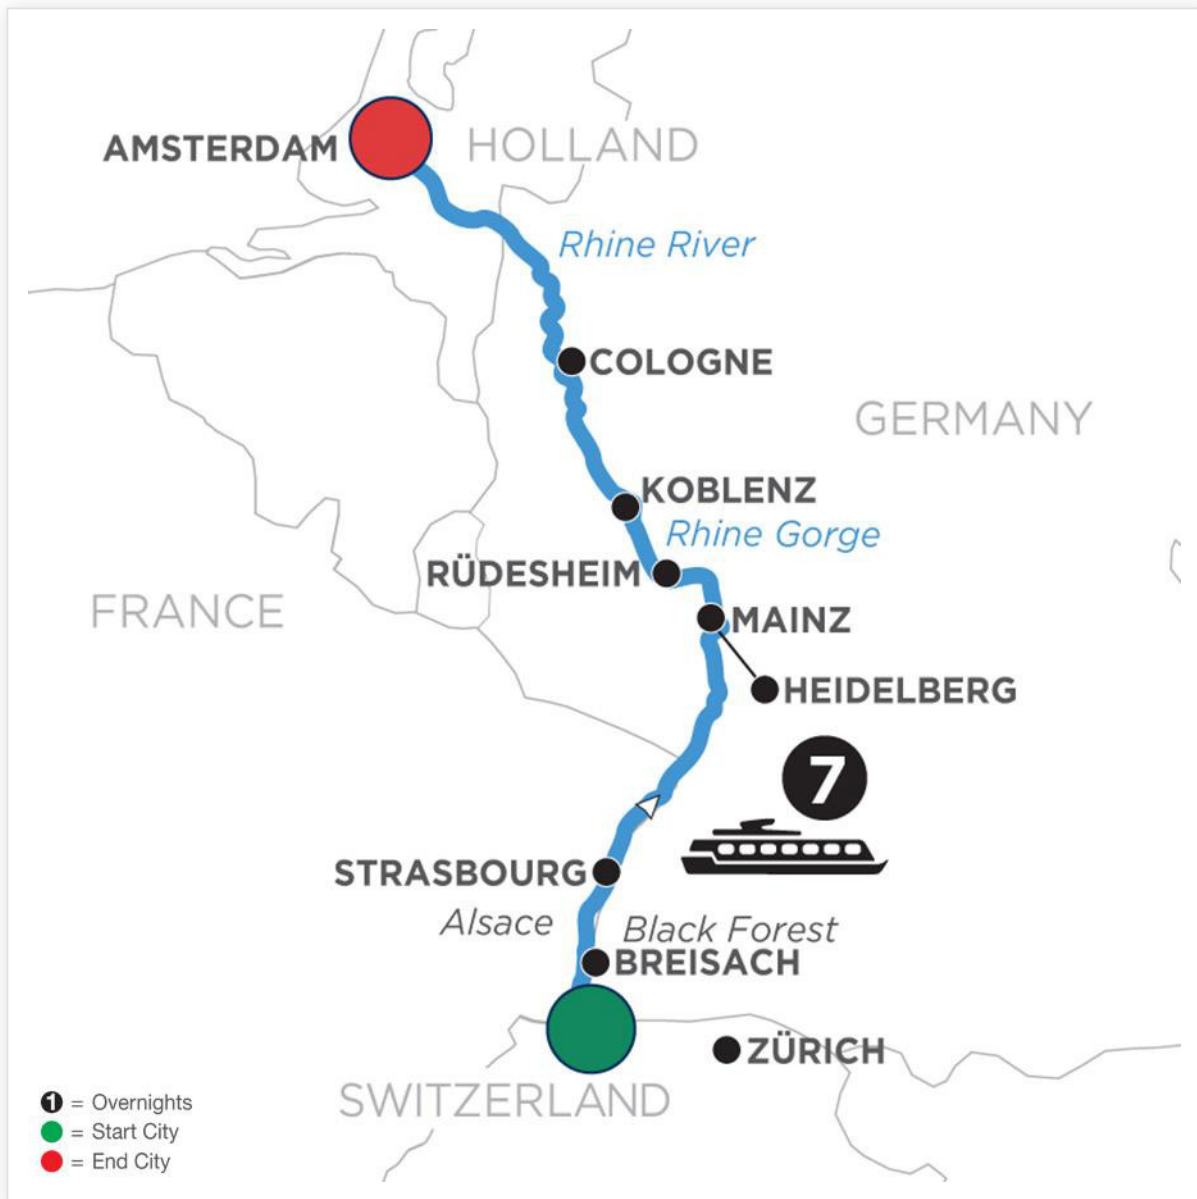 AMSTERDAM
HOLLAND
Rhine River
COLOGNE
GERMANY
KOBLENZ
Rhine Gorge
RÜDESHEIM
FRANCE
MAINZ
HEIDELBERG
7
STRASBOURG
Alsace
Black Forest
BREISACH
ZÜRICH
SWITZERLAND
1 = Overnights
= Start City
= End City